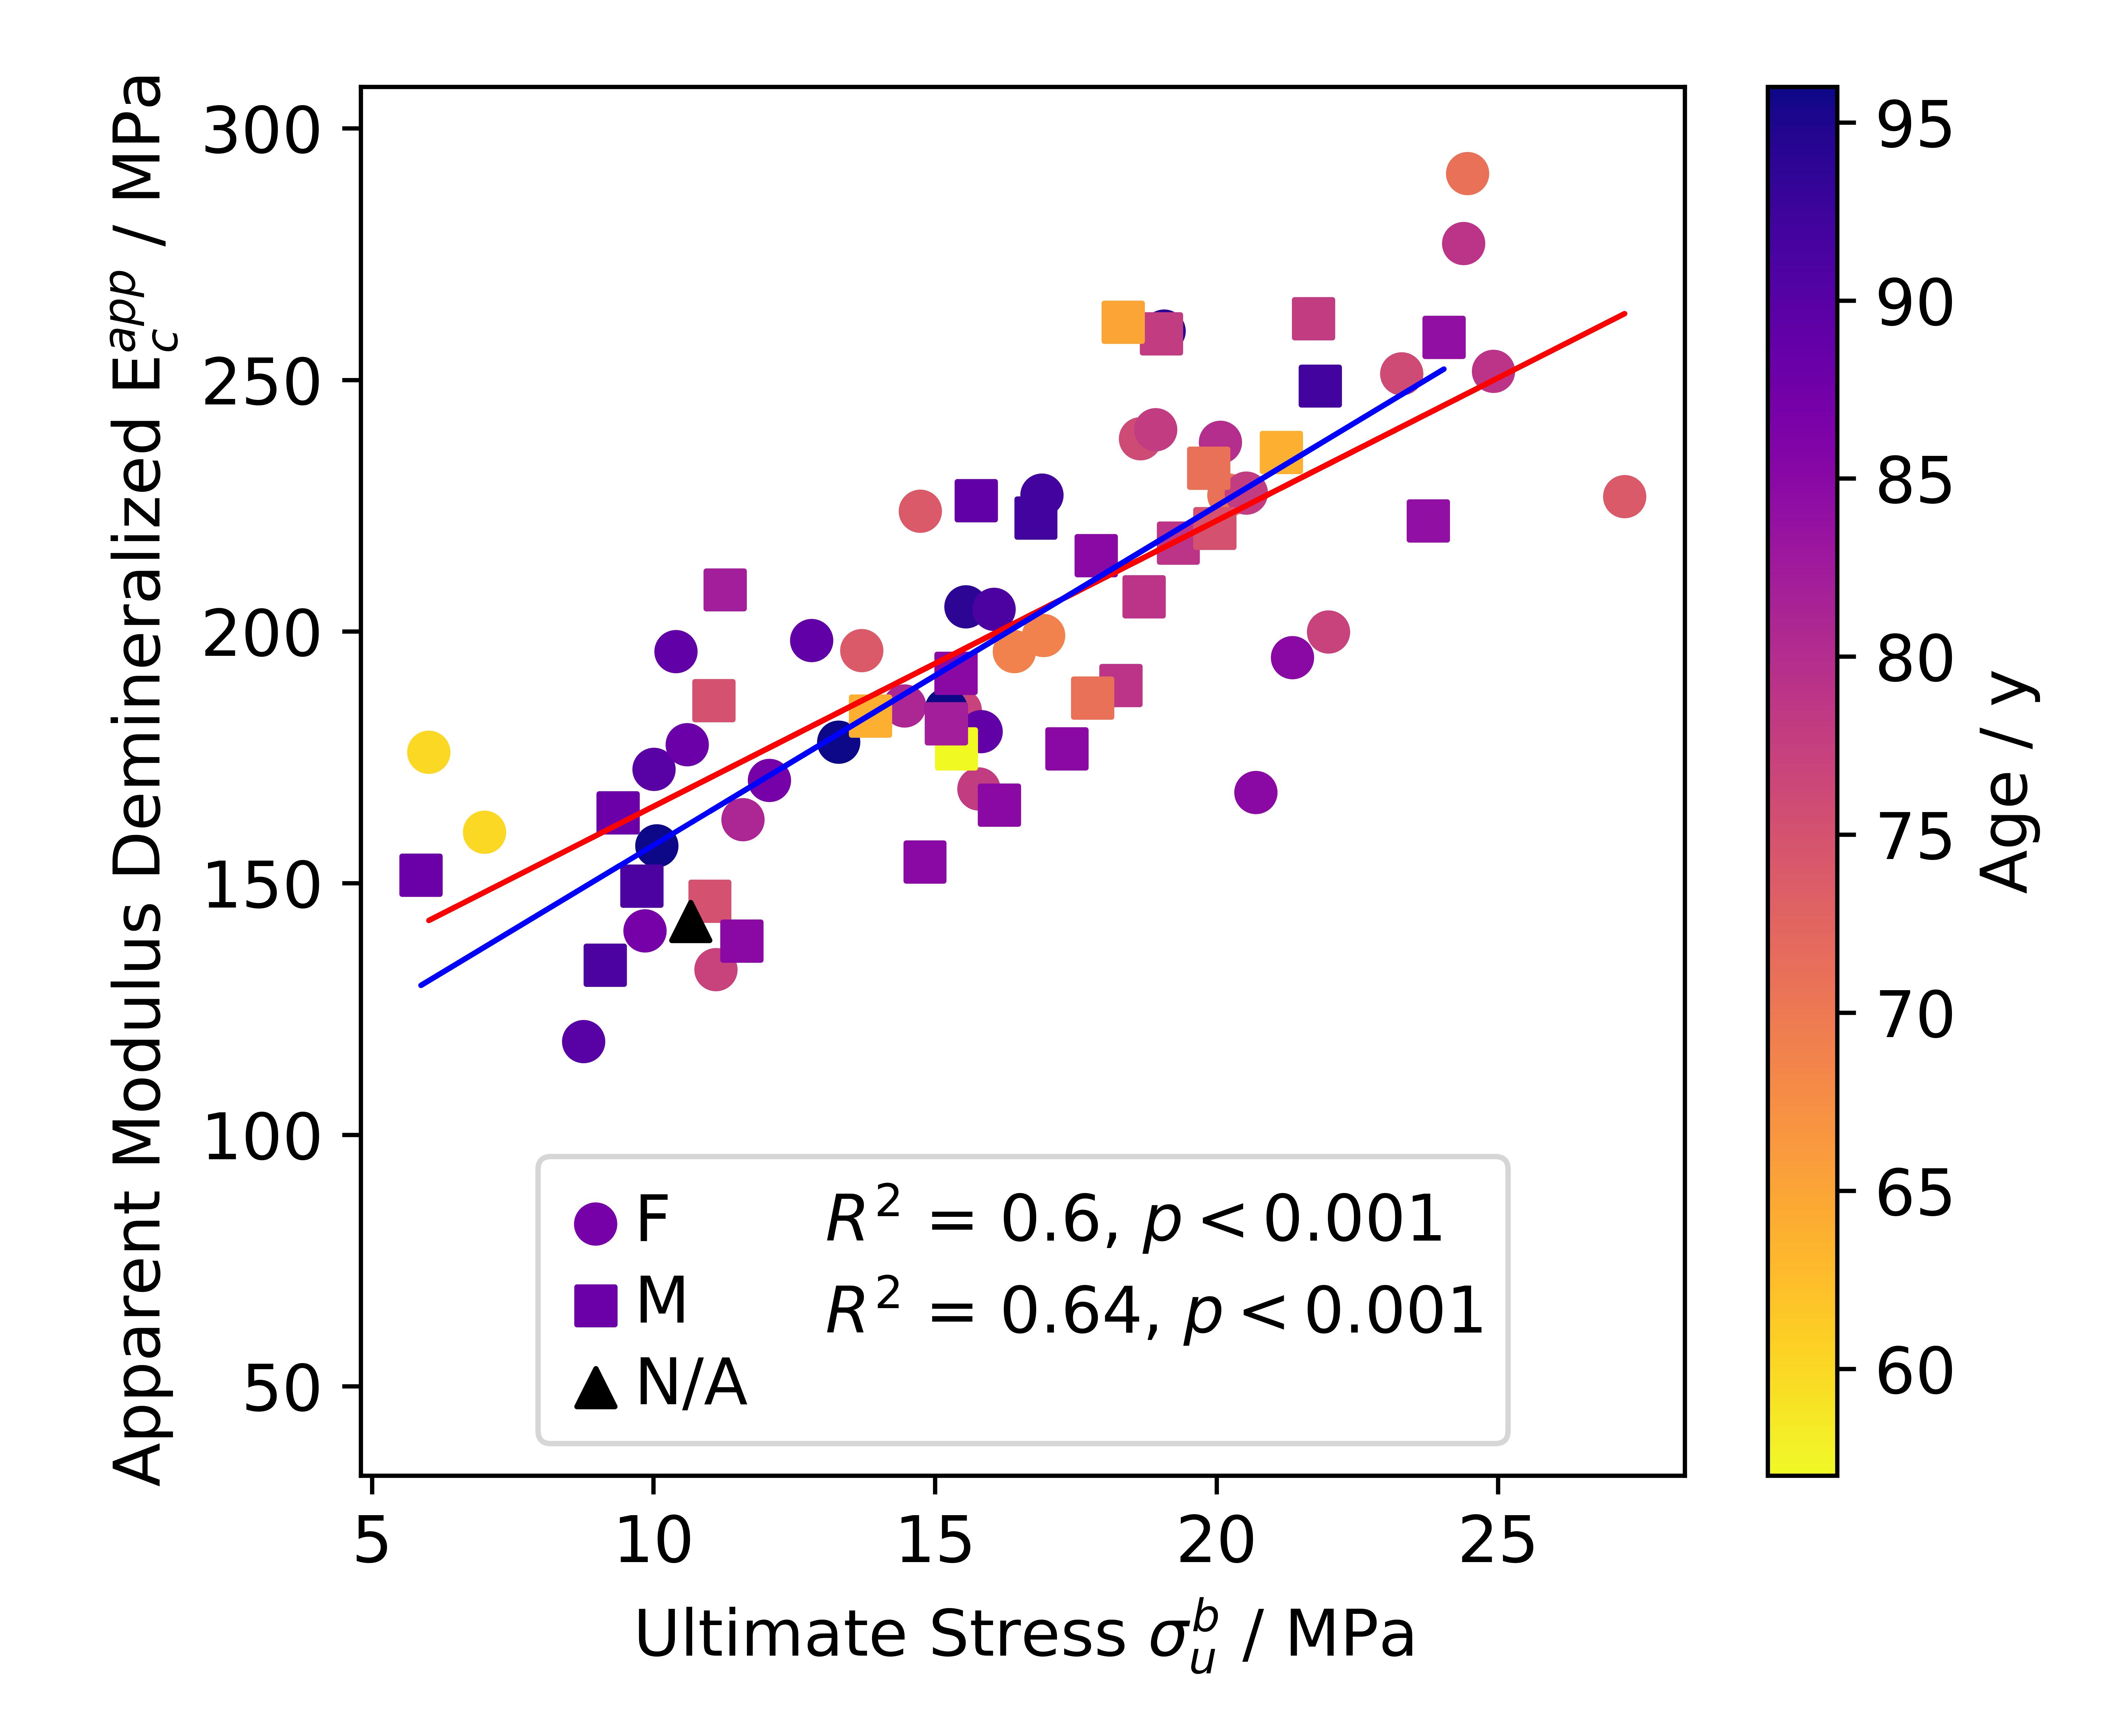 Apparent Modulus Demineralized E_c^app / MPa
300
250
200
150
100
50
5 10 15 20 25
Ultimate Stress σ_u^b / MPa
F R² = 0.6, p < 0.001
M R² = 0.64, p < 0.001
N/A
95
90
85
80
75
70
65
60
Age / y